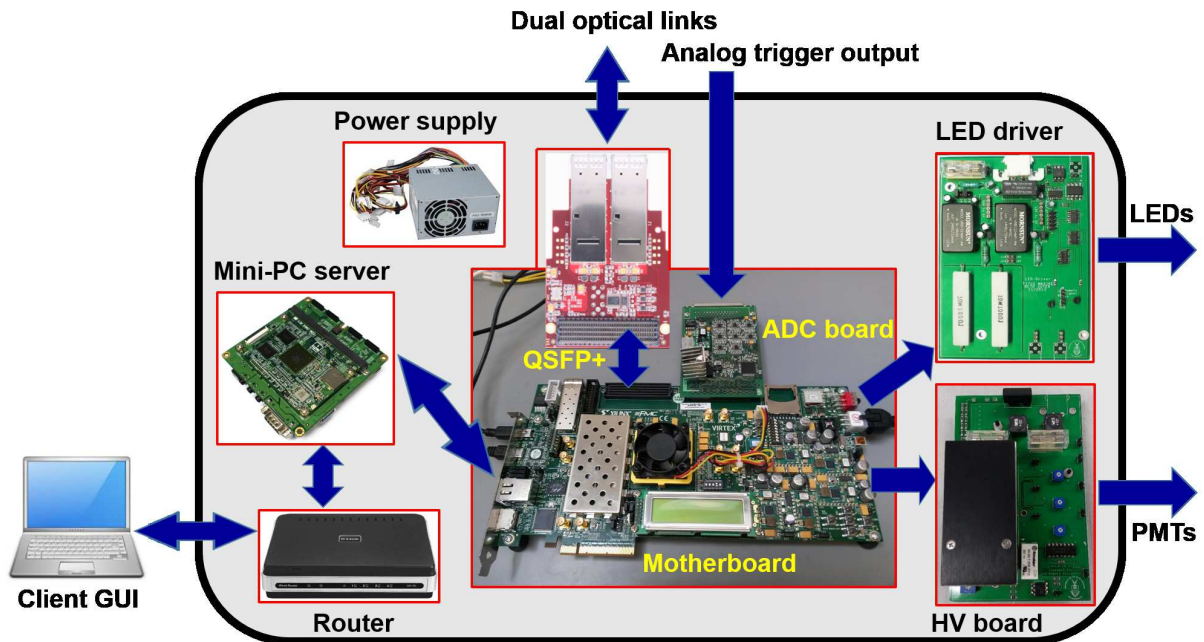 Dual optical links
Analog trigger output
Power supply
LED driver
LEDs
Mini-PC server
ADC board
QSFP+
VIRTEX
Motherboard
PMTs
Client GUI
Router
HV board